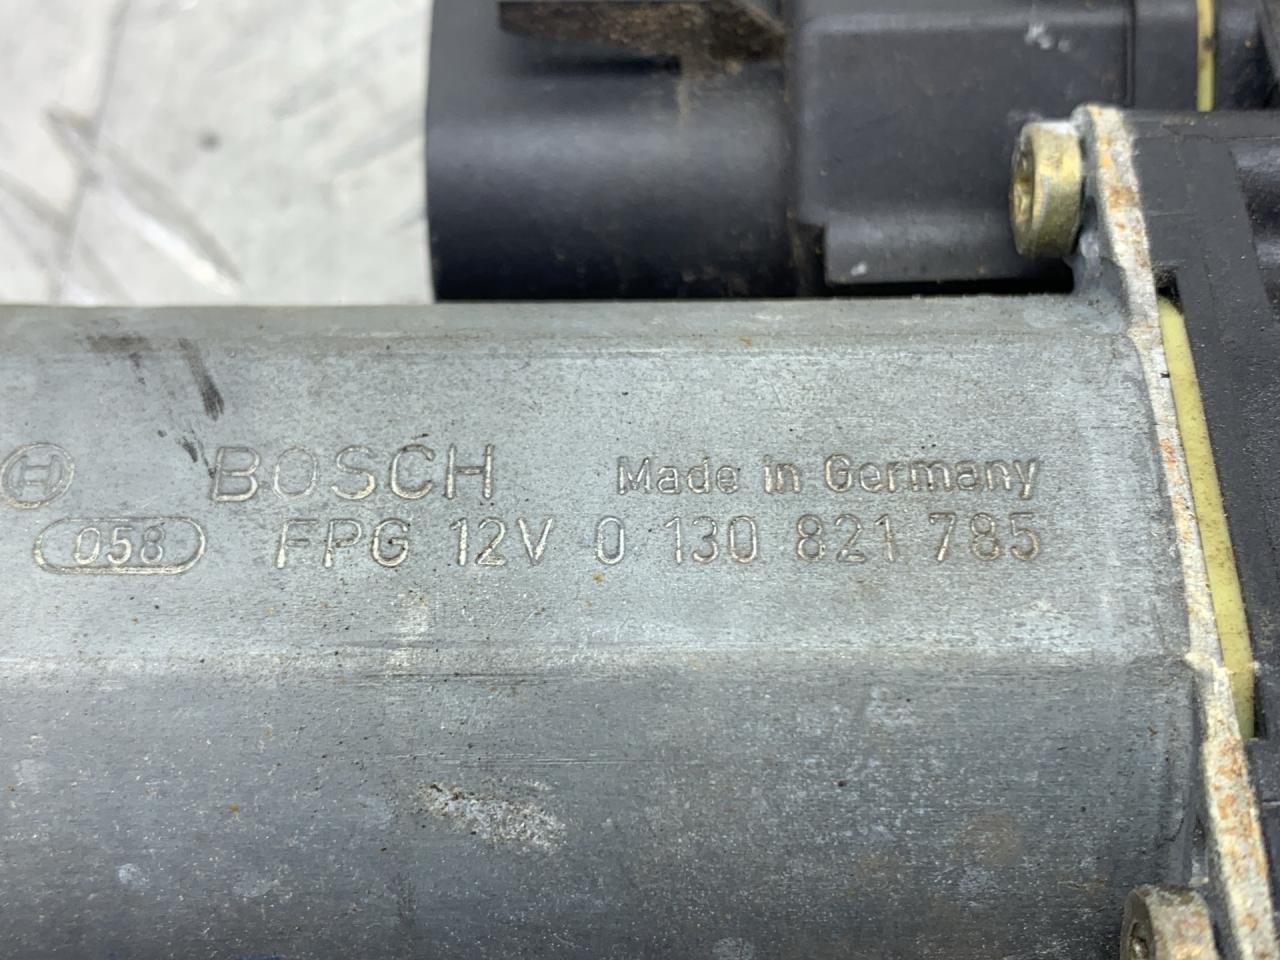 BOSCH Made in Germany
058 FPG 12V 0 130 821 785